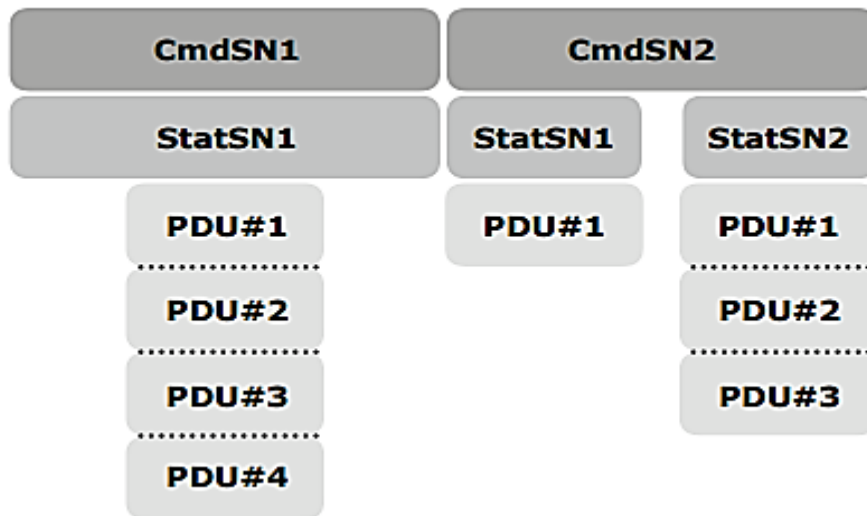 CmdSN1 CmdSN2
StatSN1 StatSN1 StatSN2
PDU#1 PDU#1 PDU#1
PDU#2 PDU#2
PDU#3 PDU#3
PDU#4